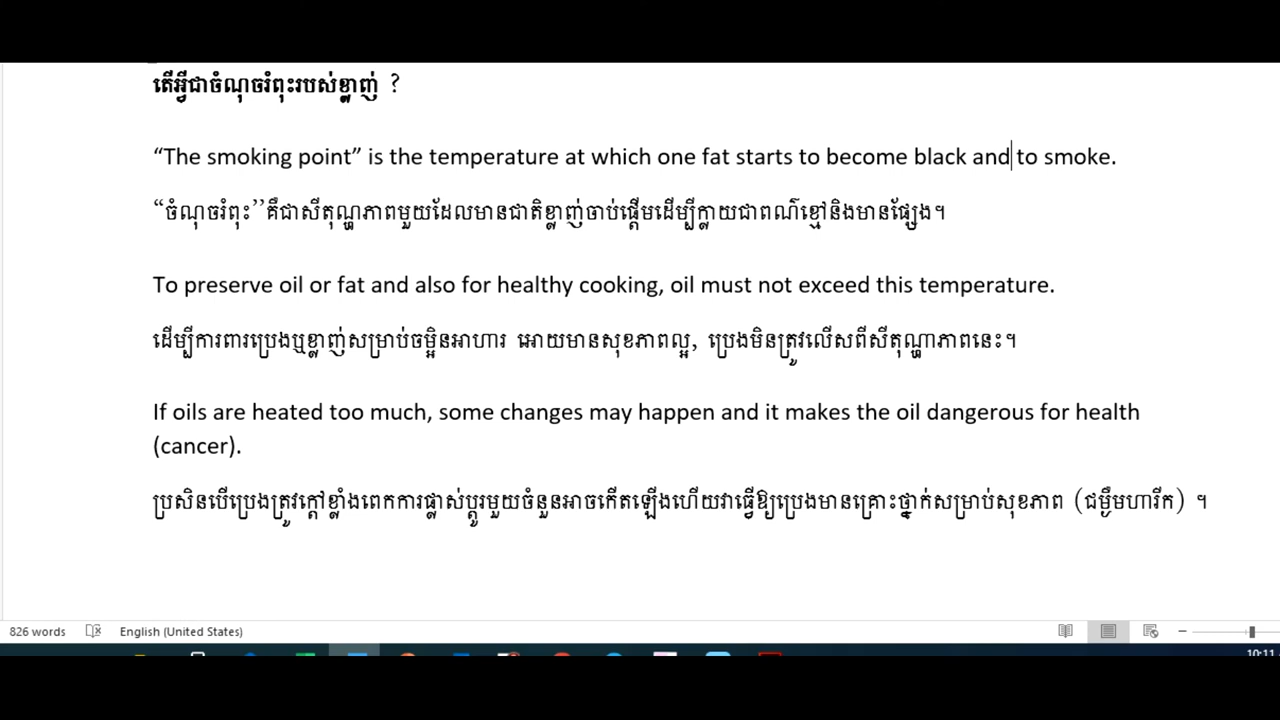 តើអ្វីជាចំណុចរំពុះរបស់ខ្លាញ់ ?
“The smoking point” is the temperature at which one fat starts to become black and to smoke.
“ចំណុចរំពុះ’’គឺជាសីតុណ្ហភាពមួយដែលមានជាតិខ្លាញ់ចាប់ផ្តើមដើម្បីក្លាយជាពណ៌ខ្មៅនិងមានផ្សែង។
To preserve oil or fat and also for healthy cooking, oil must not exceed this temperature.
ដើម្បីការពារប្រេងឬខ្លាញ់សម្រាប់ចម្អិនអាហារ អោយមានសុខភាពល្អ, ប្រេងមិនត្រូវលើសពីសីតុណ្ហាភាពនេះ។
If oils are heated too much, some changes may happen and it makes the oil dangerous for health
(cancer).
ប្រសិនបើប្រេងត្រូវក្តៅខ្លាំងពេកការផ្លាស់ប្តូរមួយចំនួនអាចកើតឡើងហើយវាធ្វើឱ្យប្រេងមានគ្រោះថ្នាក់សម្រាប់សុខភាព (ជម្ងឺមហារីក) ។
826 words English (United States)
10:11